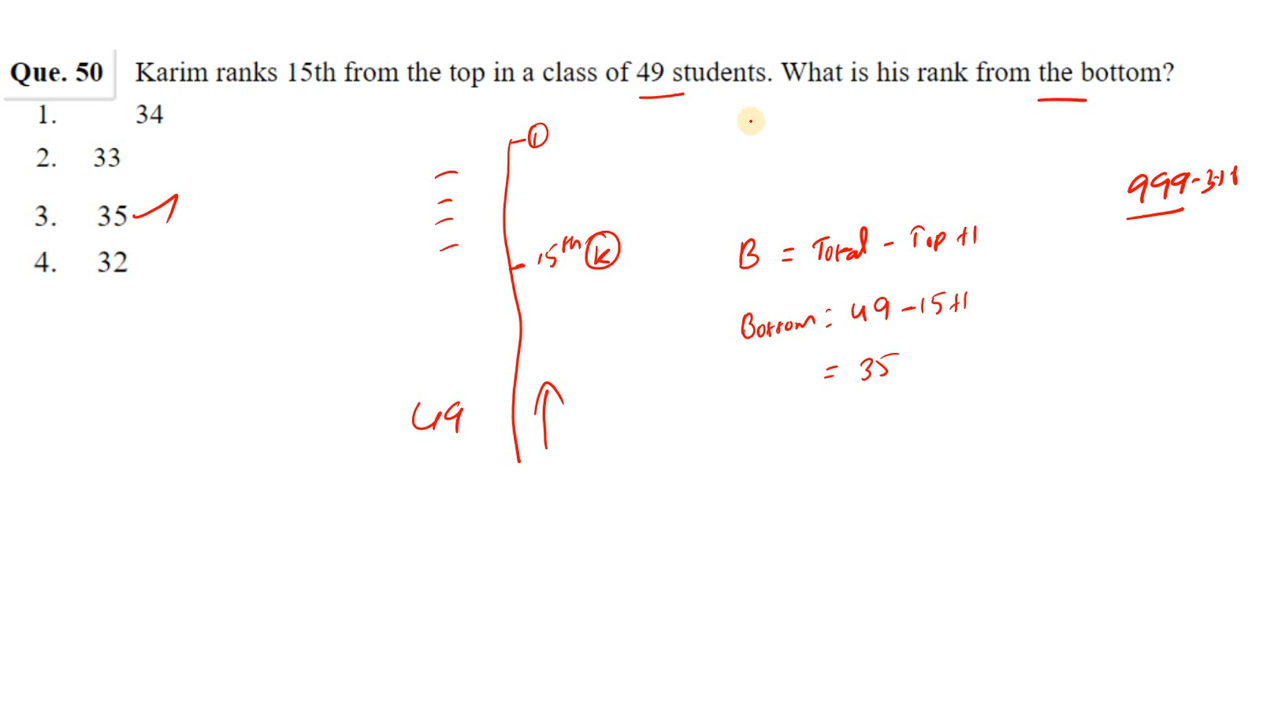 Que. 50 Karim ranks 15th from the top in a class of 49 students. What is his rank from the bottom?
1. 34
2. 33
3. 35
4. 32
1
15th K
49
B = Total - Top+1
Bottom = 49-15+1
= 35
999-